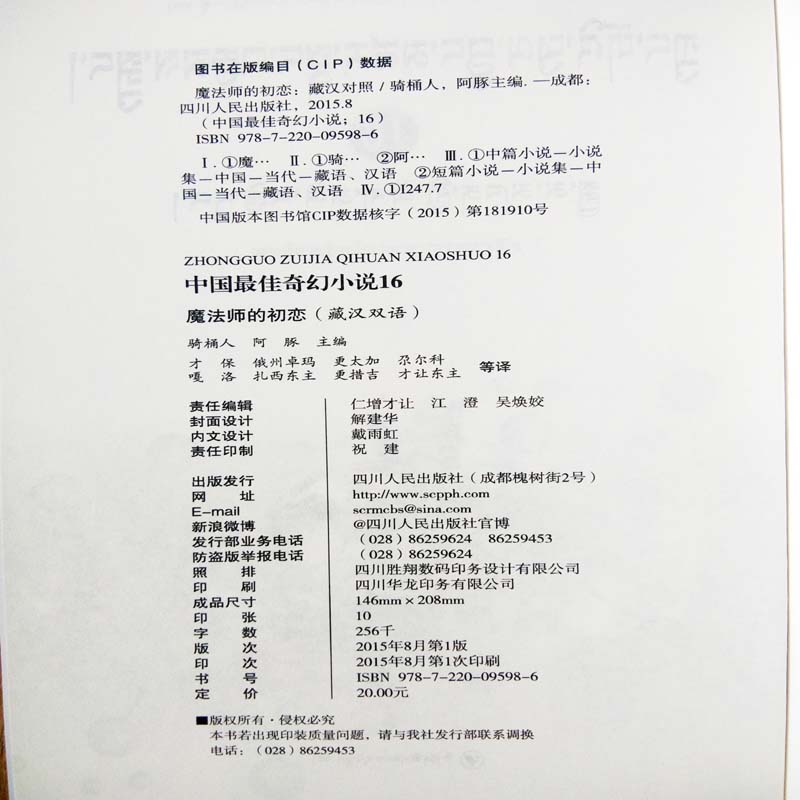 图书在版编目(CIP)数据
魔法师的初恋：藏汉对照 / 骑桶人，阿豚主编. —成都：
四川人民出版社，2015.8
（中国最佳奇幻小说；16）
ISBN 978-7-220-09598-6
Ⅰ. ①魔… Ⅱ. ①骑… ②阿… Ⅲ. ①中篇小说—小说
集—中国—当代—藏语、汉语 ②短篇小说—小说集—中
国—当代—藏语、汉语 Ⅳ. ①I247.7
中国版本图书馆CIP数据核字（2015）第181910号
ZHONGGUO ZUIJIA QIHUAN XIAOSHUO 16
中国最佳奇幻小说16
魔法师的初恋（藏汉双语）
骑桶人 阿 豚 主编
才 保 俄州卓玛 更太加 尕尔科
嘎 洛 扎西东主 更措吉 才让东主 等译
责任编辑 仁增才让 江 澄 吴焕姣
封面设计 解建华
内文设计 戴雨虹
责任印制 祝 建
出版发行 四川人民出版社（成都槐树街2号）
网 址 http://www.scpph.com
E-mail scrmcbs@sina.com
新浪微博 @四川人民出版社官博
发行部业务电话 （028）86259624 86259453
防盗版举报电话 （028）86259624
照 排 四川胜翔数码印务设计有限公司
印 刷 四川华龙印务有限公司
成品尺寸 146mm×208mm
印 张 10
字 数 256千
版 次 2015年8月第1版
印 次 2015年8月第1次印刷
书 号 ISBN 978-7-220-09598-6
定 价 20.00元
■版权所有·侵权必究
本书若出现印装质量问题，请与我社发行部联系调换
电话：（028）86259453